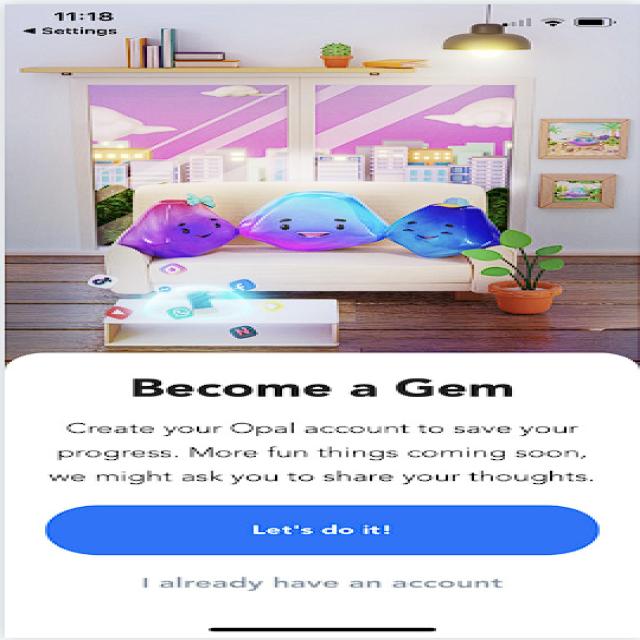 11:18
◀ Settings
Become a Gem
Create your Opal account to save your
progress. More fun things coming soon,
we might ask you to share your thoughts.
Let's do it!
I already have an account